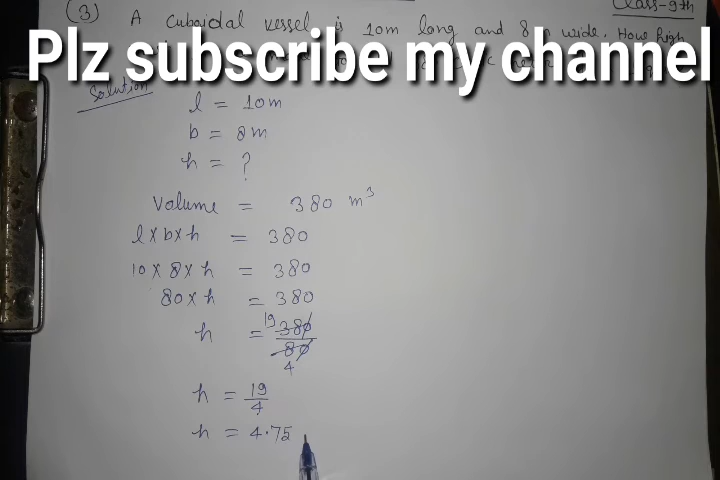 (3) A cuboidal vessel is 10m long and 8 m wide. How high
Class-9th
Plz subscribe my channel
Solution
l = 10m
b = 8m
h = ?
Volume = 380 m³
l × b × h = 380
10 × 8 × h = 380
80 × h = 380
h = 19 380
80
4
h = 19/4
h = 4.75